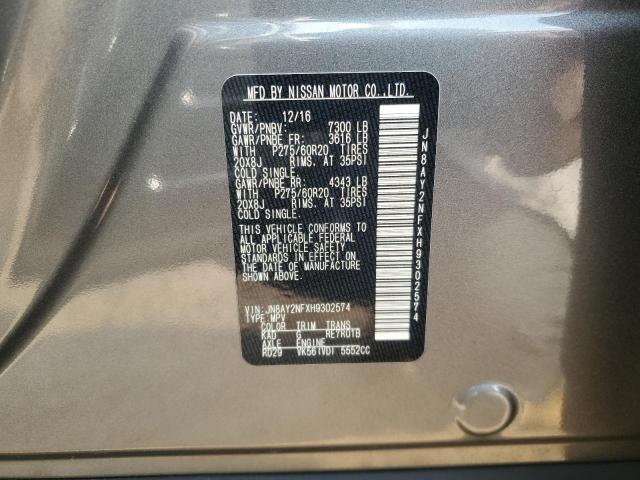 MFD BY NISSAN MOTOR CO.,LTD.
DATE: 12/16
GVWR/PNBV: 7300 LB
GAWR/PNBE FR: 3616 LB
WITH P275/60R20 TIRES
20X8J RIMS. AT 35PSI
COLD SINGLE.
GAWR/PNBE RR: 4343 LB
WITH P275/60R20 TIRES
20X8J RIMS. AT 35PSI
COLD SINGLE.
THIS VEHICLE CONFORMS TO
ALL APPLICABLE FEDERAL
MOTOR VEHICLE SAFETY
STANDARDS IN EFFECT ON
THE DATE OF MANUFACTURE
SHOWN ABOVE.
VIN:JN8AY2NFXH9302574
TYPE:MPV
COLOR TRIM TRANS
KAD G RE7R01B
AXLE ENGINE
RD29 VK56(VD) 5552CC
JN8AY2NFXH9302574